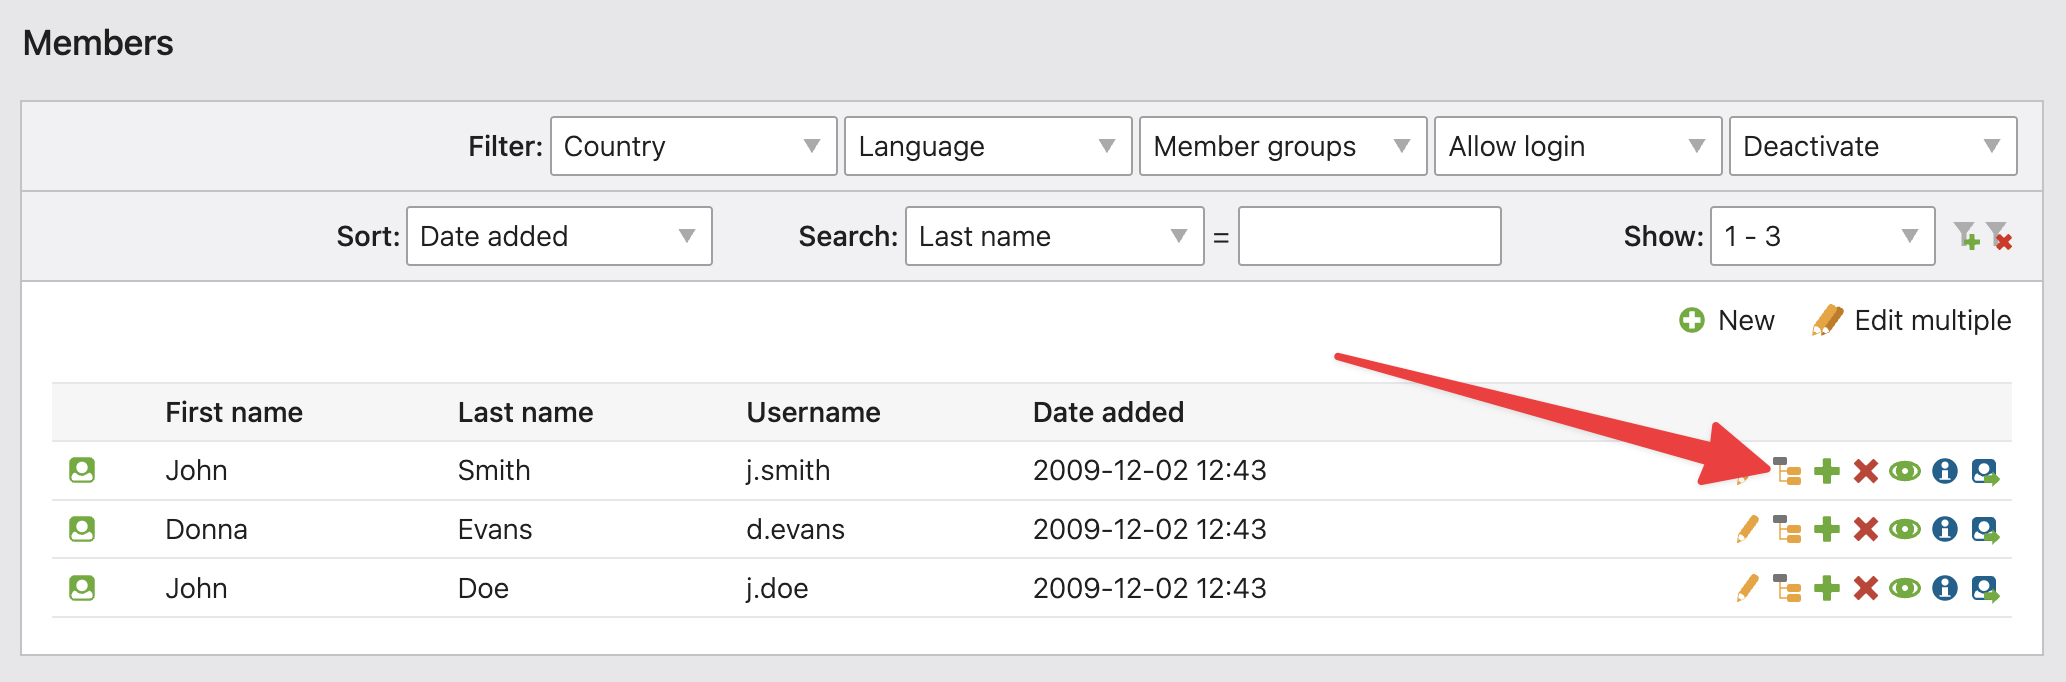 Members
Filter: Country Language Member groups Allow login Deactivate
Sort: Date added Search: Last name = Show: 1 - 3
New Edit multiple
First name Last name Username Date added
John Smith j.smith 2009-12-02 12:43
Donna Evans d.evans 2009-12-02 12:43
John Doe j.doe 2009-12-02 12:43